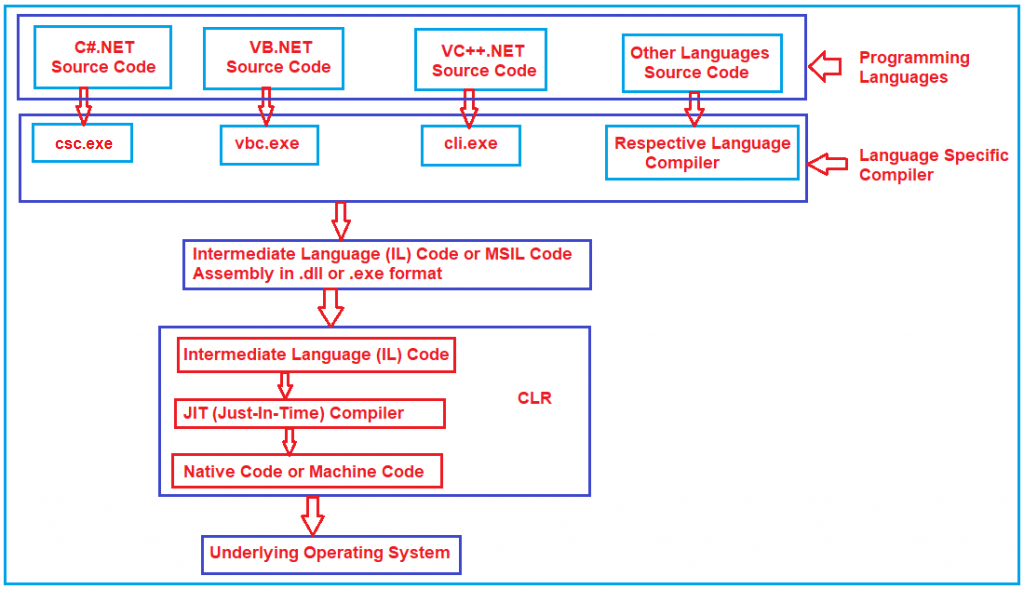 C#.NET
Source Code
VB.NET
Source Code
VC++.NET
Source Code
Other Languages
Source Code
Programming
Languages
csc.exe
vbc.exe
cli.exe
Respective Language
Compiler
Language Specific
Compiler
Intermediate Language (IL) Code or MSIL Code
Assembly in .dll or .exe format
Intermediate Language (IL) Code
CLR
JIT (Just-In-Time) Compiler
Native Code or Machine Code
Underlying Operating System